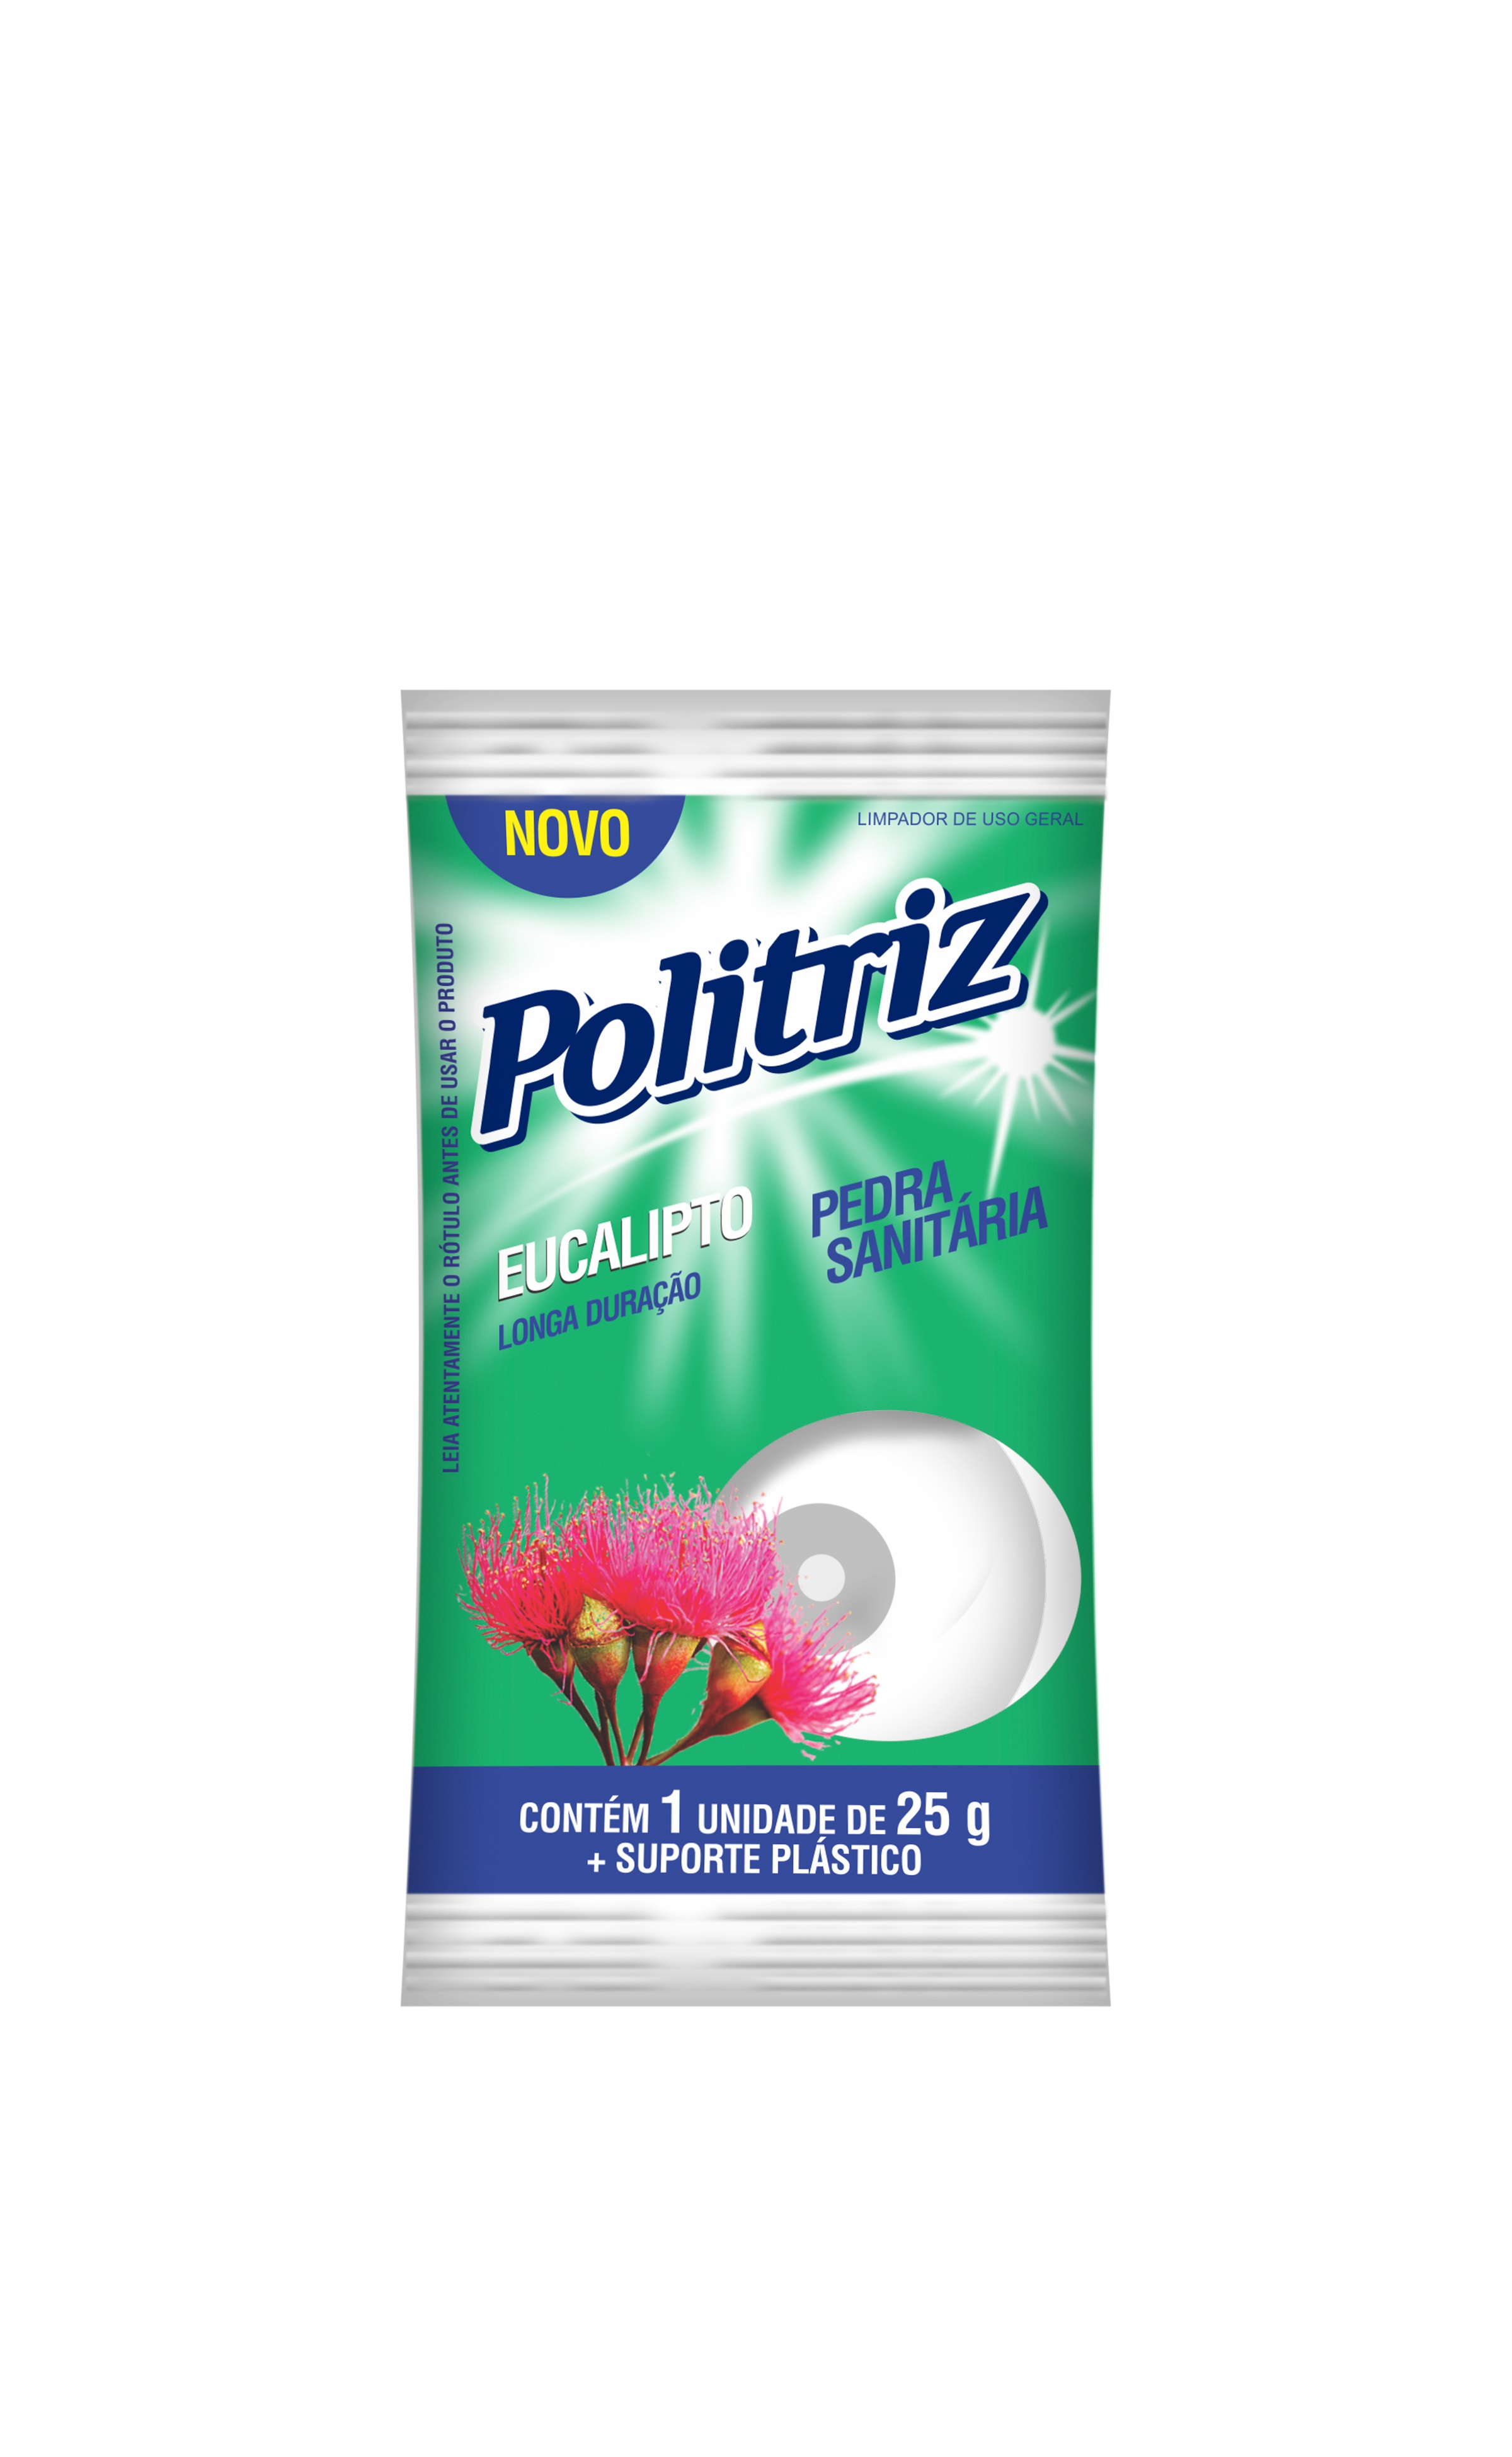 NOVO
LIMPADOR DE USO GERAL
Politriz
LEIA ATENTAMENTE O RÓTULO ANTES DE USAR O PRODUTO
EUCALIPTO
LONGA DURAÇÃO
PEDRA
SANITÁRIA
CONTÉM 1 UNIDADE DE 25 g
+ SUPORTE PLÁSTICO